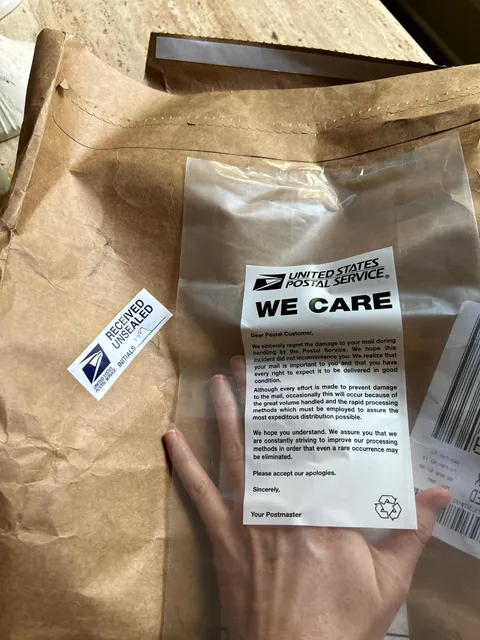 UNITED STATES
POSTAL SERVICE®
WE CARE
Dear Postal Customer,
We sincerely regret the damage to your mail during
handling by the Postal Service. We hope this
incident did not inconvenience you. We realize that
your mail is important to you and that you have
every right to expect it to be delivered in good
condition.
Although every effort is made to prevent damage
to the mail, occasionally this will occur because of
the great volume handled and the rapid processing
methods which must be employed to assure the
most expeditious distribution possible.
We hope you understand. We assure you that we
are constantly striving to improve our processing
methods in order that even a rare occurrence may
be eliminated.
Please accept our apologies.
Sincerely,
Your Postmaster
RECEIVED
UNSEALED
INITIALS
UNITED STATES
POSTAL SERVICE